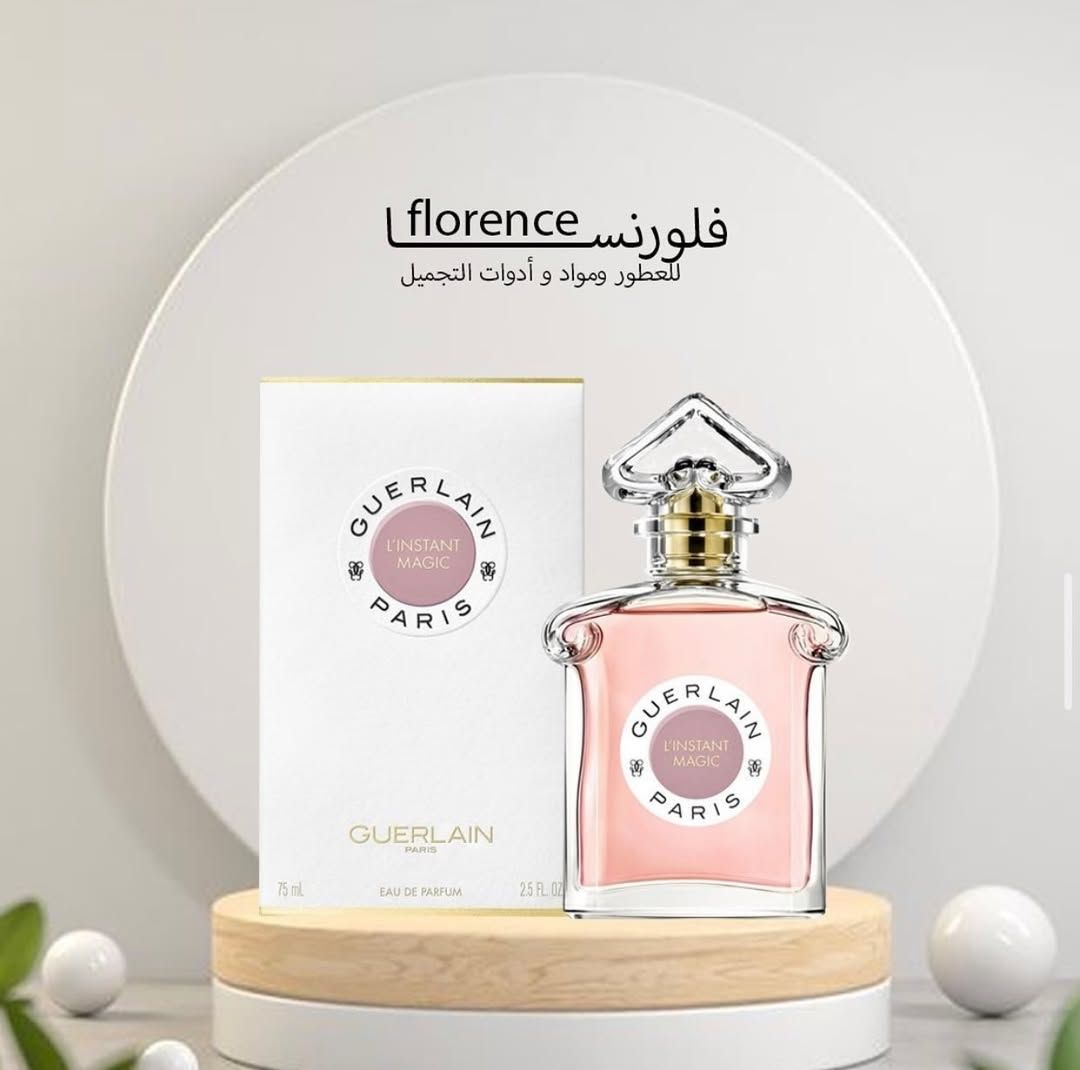 فلورنسا florence
للعطور ومواد و أدوات التجميل
GUERLAIN
L'INSTANT
MAGIC
PARIS
GUERLAIN
PARIS
75 mL
EAU DE PARFUM
2.5 FL. OZ
GUERLAIN
L'INSTANT
MAGIC
PARIS